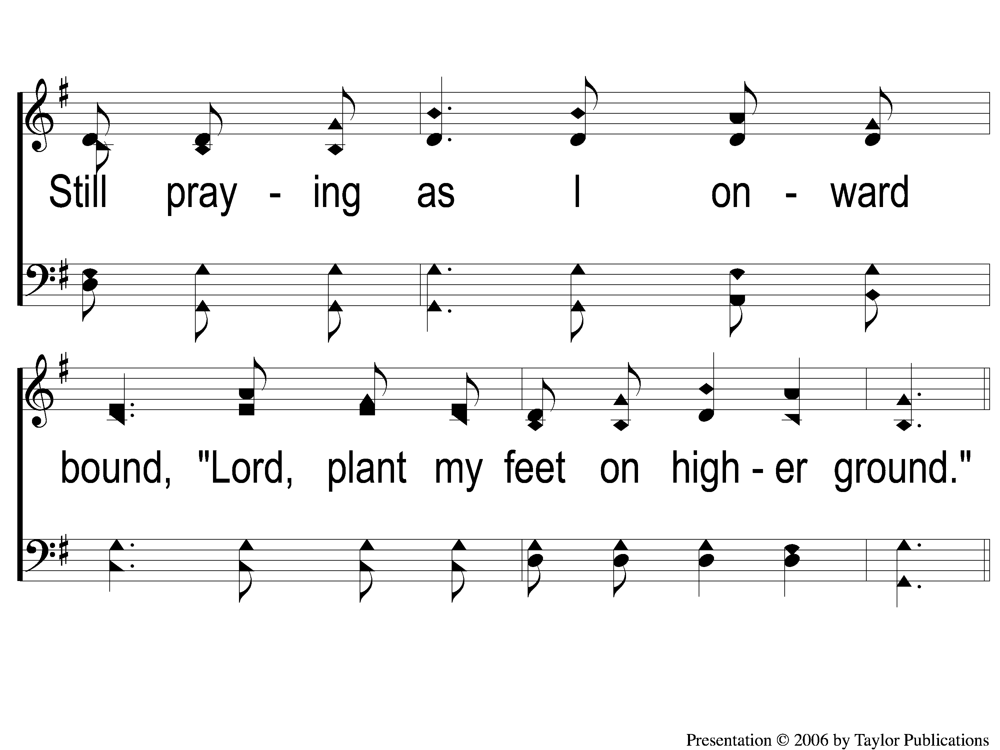 Still pray - ing as I on - ward
bound, "Lord, plant my feet on high - er ground."
Presentation © 2006 by Taylor Publications